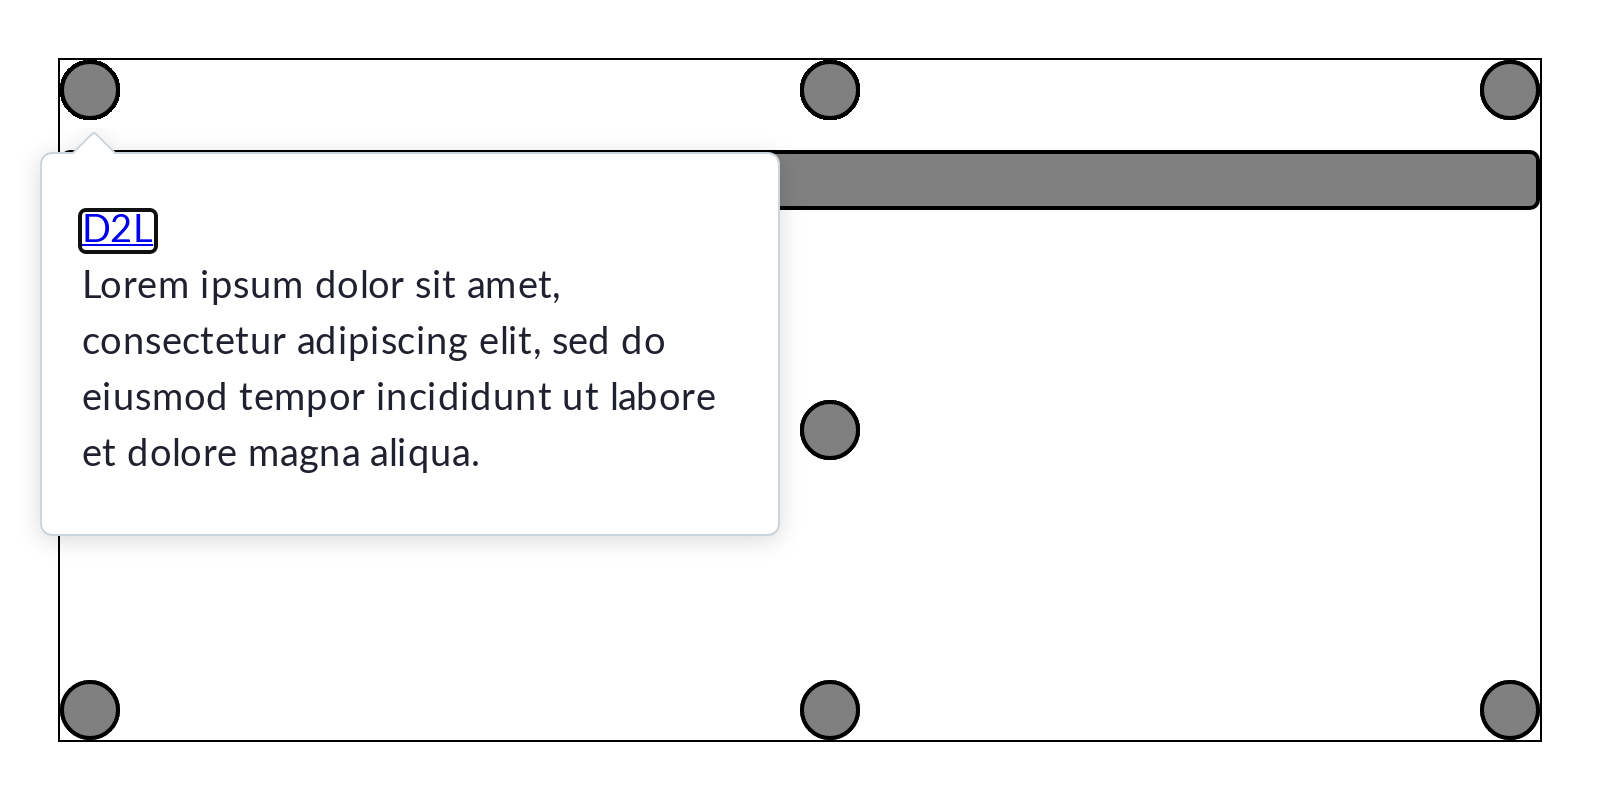 D2L
Lorem ipsum dolor sit amet,
consectetur adipiscing elit, sed do
eiusmod tempor incididunt ut labore
et dolore magna aliqua.